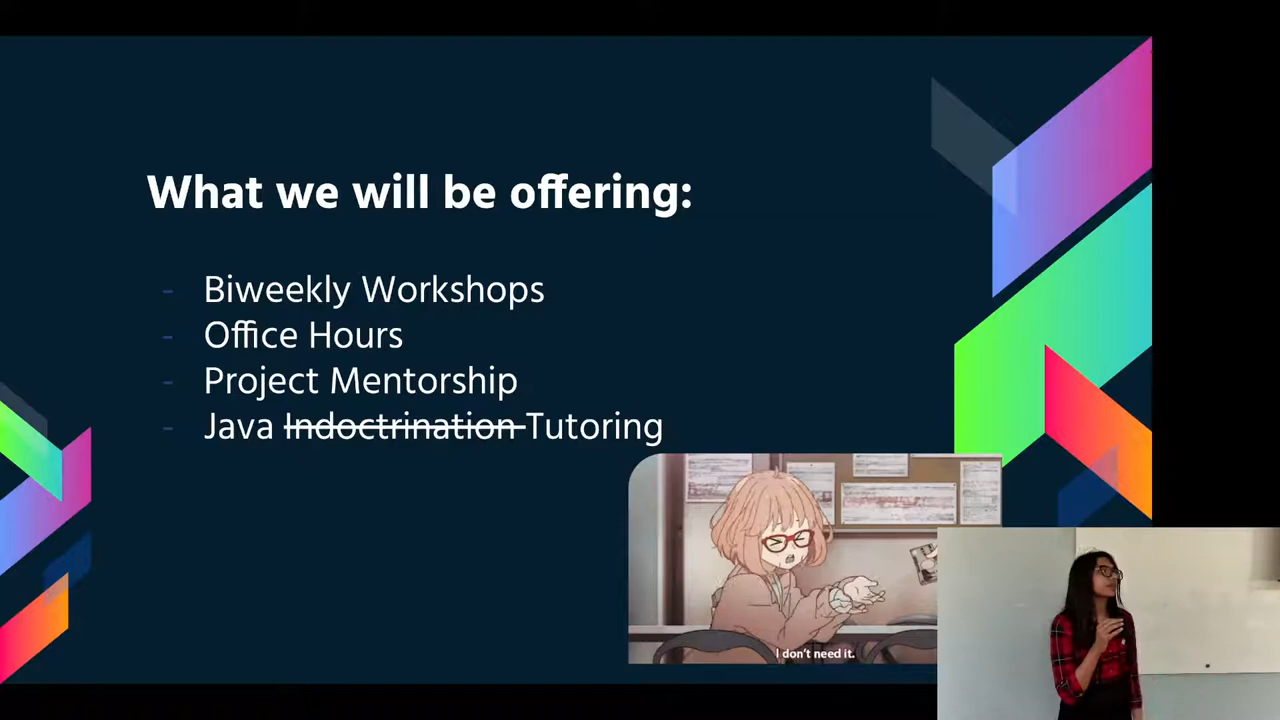 What we will be offering:
- Biweekly Workshops
- Office Hours
- Project Mentorship
- Java Indoctrination Tutoring
I don't need it.